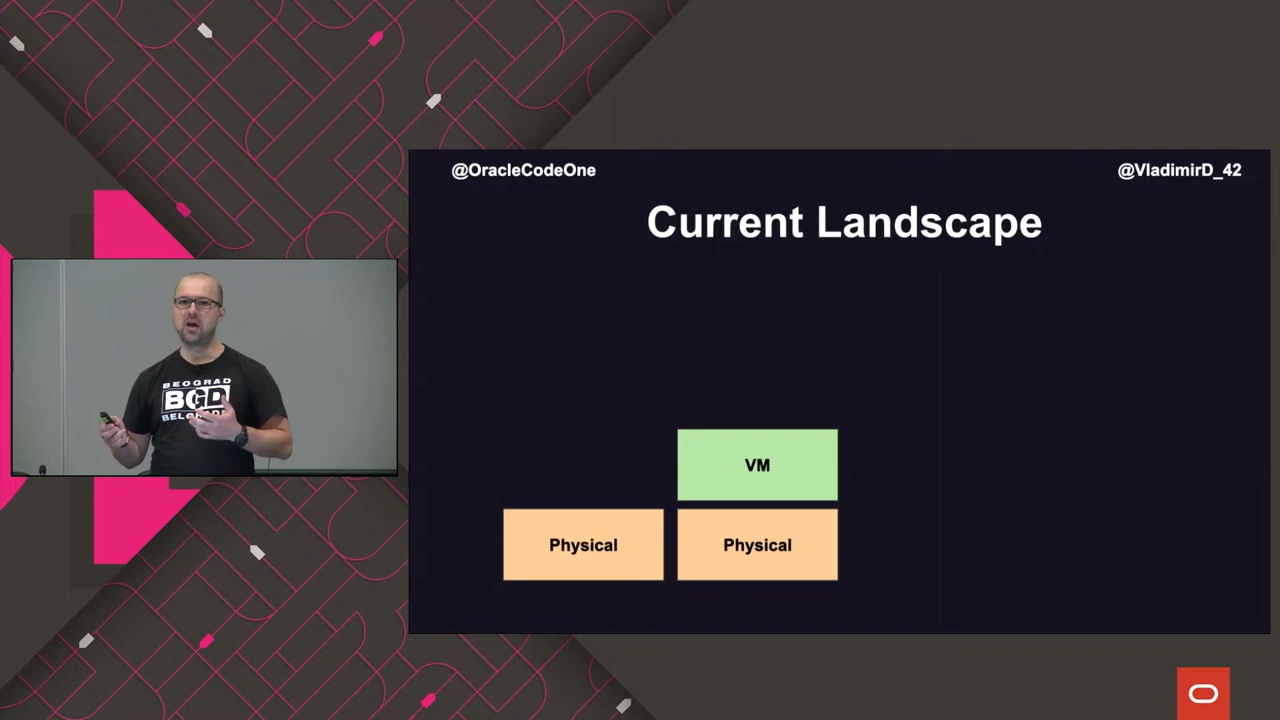 @OracleCodeOne
@VladimirD_42
Current Landscape
VM
Physical
Physical
BEOGRAD
BGD